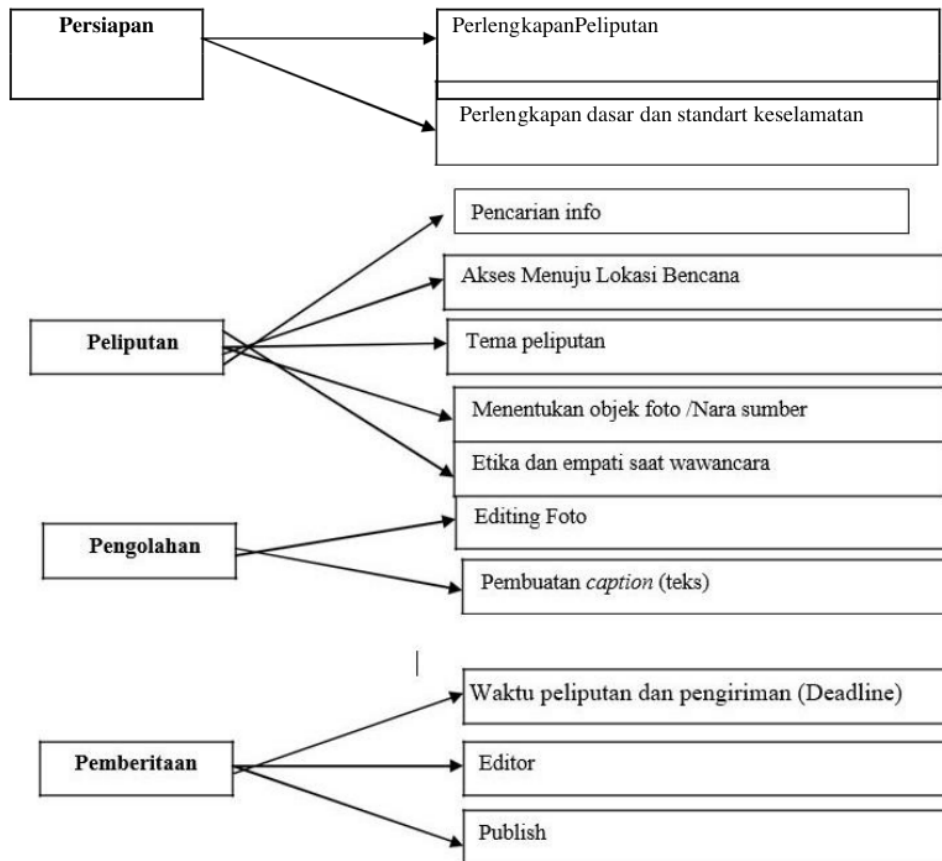 Persiapan
PerlengkapanPeliputan
Perlengkapan dasar dan standart keselamatan
Pencarian info
Akses Menuju Lokasi Bencana
Peliputan
Tema peliputan
Menentukan objek foto /Nara sumber
Etika dan empati saat wawancara
Pengolahan
Editing Foto
Pembuatan caption (teks)
Waktu peliputan dan pengiriman (Deadline)
Pemberitaan
Editor
Publish